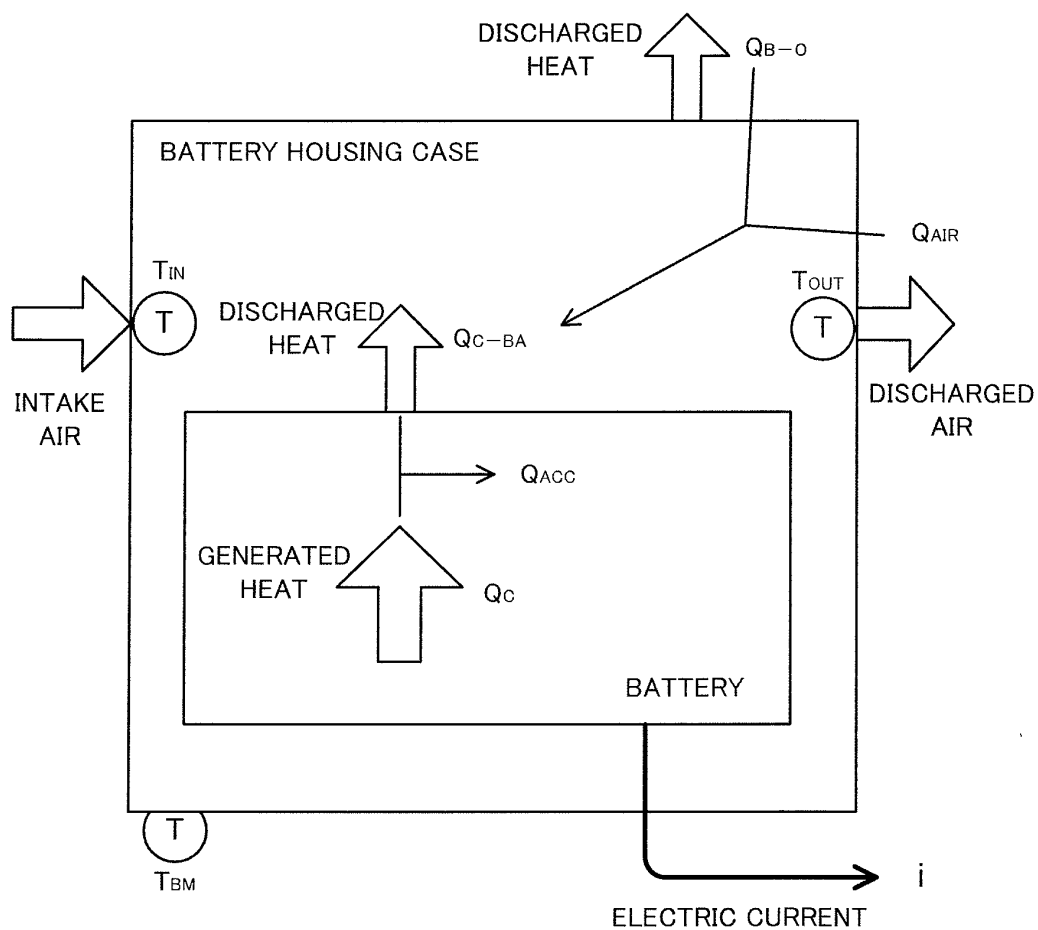 DISCHARGED
HEAT
QB-O
BATTERY HOUSING CASE
QAIR
TIN
T
TOUT
T
DISCHARGED
HEAT
QC-BA
INTAKE
AIR
DISCHARGED
AIR
QACC
GENERATED
HEAT
QC
BATTERY
T
TBM
i
ELECTRIC CURRENT